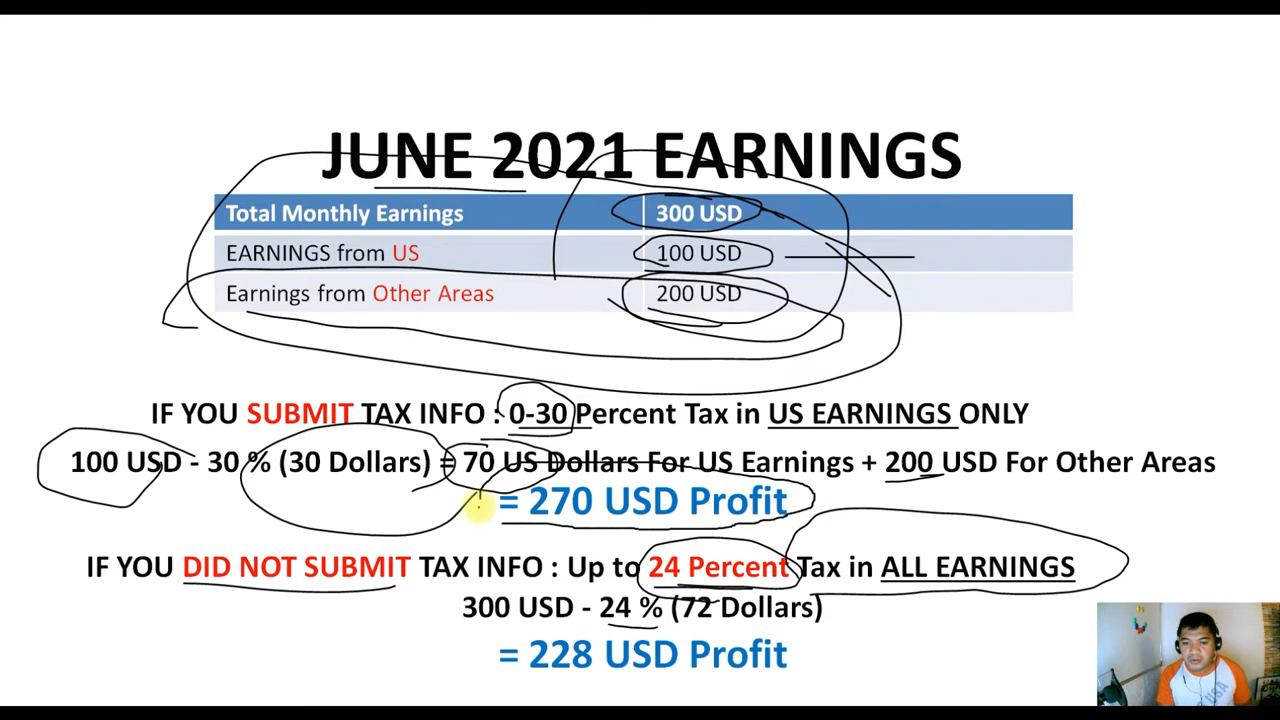 JUNE 2021 EARNINGS
Total Monthly Earnings 300 USD
EARNINGS from US 100 USD
Earnings from Other Areas 200 USD
IF YOU SUBMIT TAX INFO : 0-30 Percent Tax in US EARNINGS ONLY
100 USD - 30 % (30 Dollars) = 70 US Dollars For US Earnings + 200 USD For Other Areas
= 270 USD Profit
IF YOU DID NOT SUBMIT TAX INFO : Up to 24 Percent Tax in ALL EARNINGS
300 USD - 24 % (72 Dollars)
= 228 USD Profit